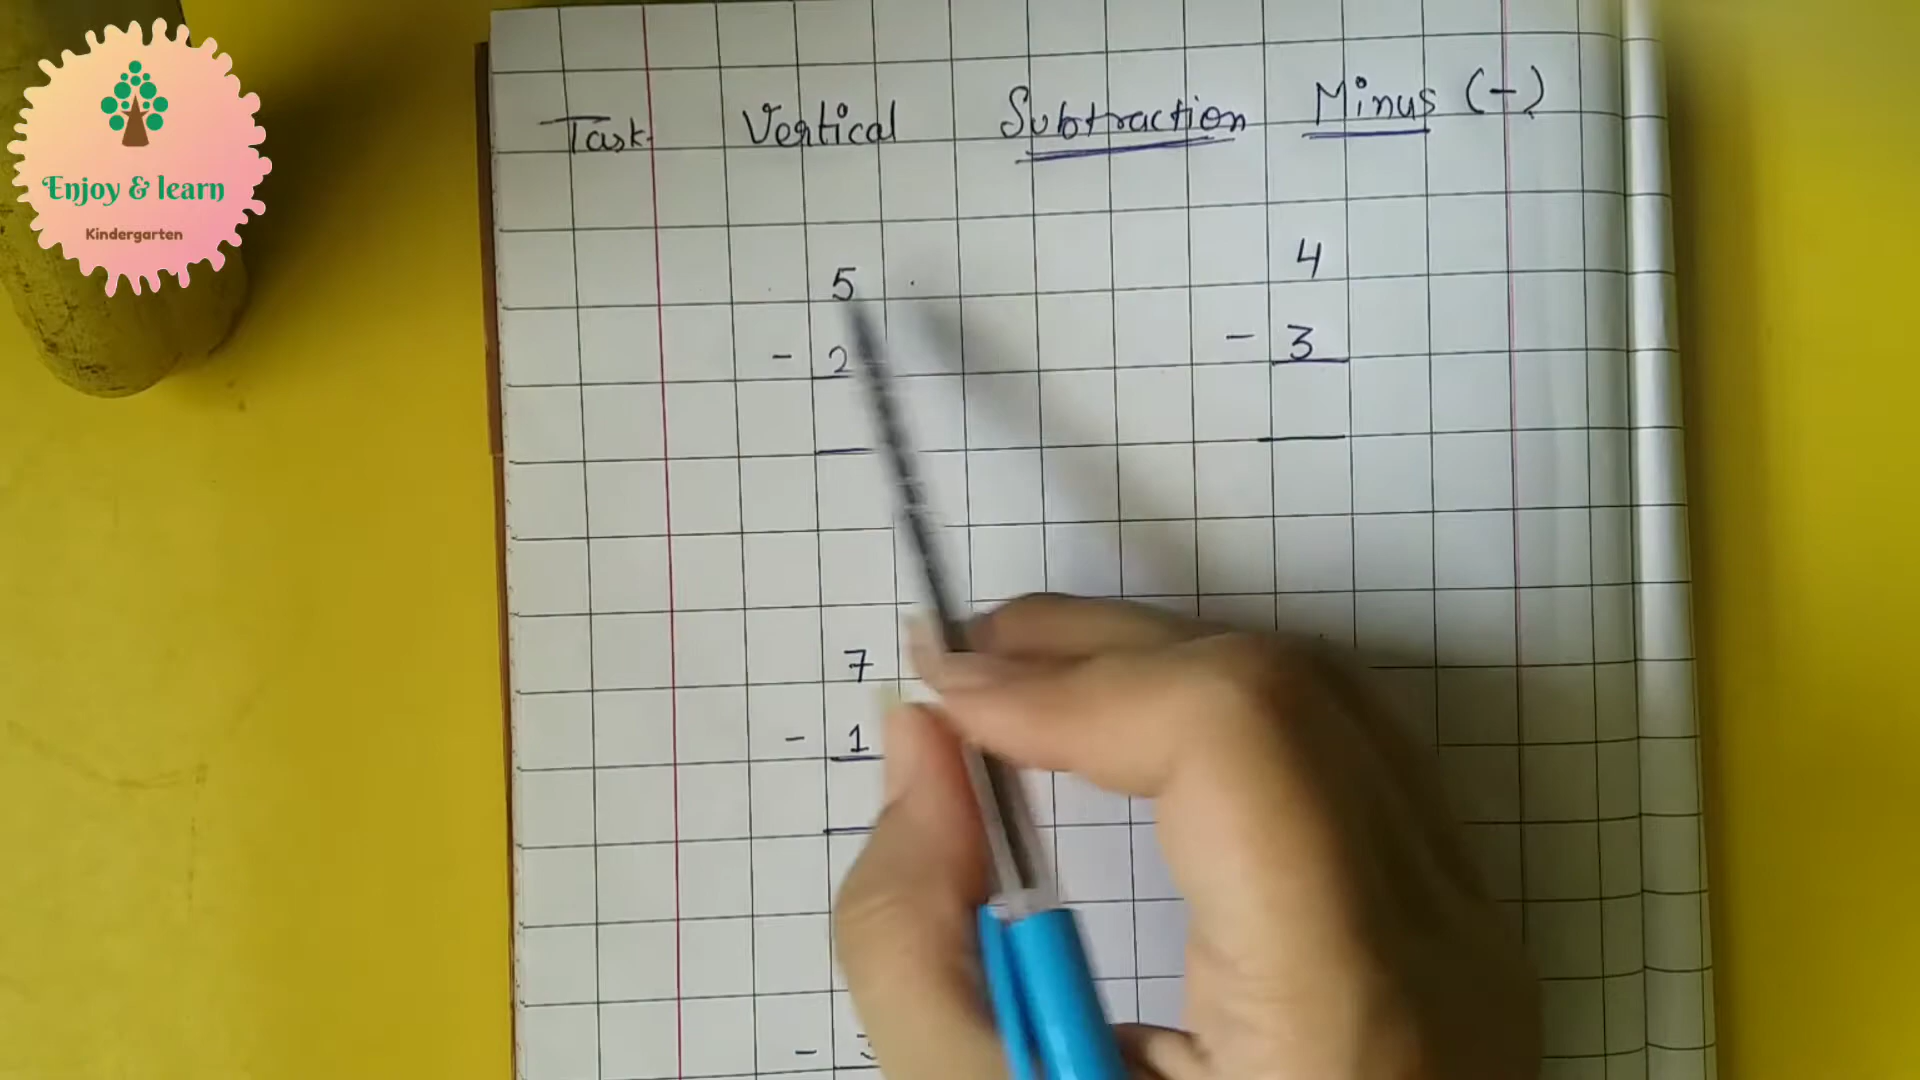 Enjoy & learn
Kindergarten
Task Vertical Subtraction Minus (-)
5
- 2
4
- 3
7
- 1
-